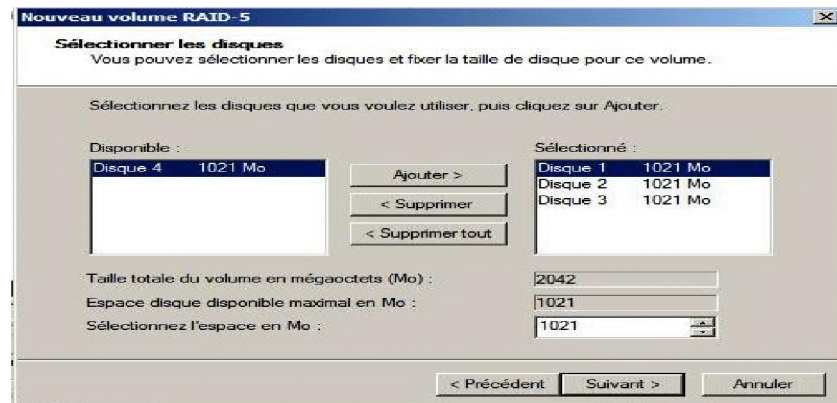 Nouveau volume RAID-5
Sélectionner les disques
Vous pouvez sélectionner les disques et fixer la taille de disque pour ce volume.
Sélectionnez les disques que vous voulez utiliser, puis cliquez sur Ajouter.
Disponible :
Disque 4 1021 Mo
Ajouter >
< Supprimer
< Supprimer tout
Sélectionné :
Disque 1 1021 Mo
Disque 2 1021 Mo
Disque 3 1021 Mo
Taille totale du volume en mégaoctets (Mo) : 2042
Espace disque disponible maximal en Mo : 1021
Sélectionnez l'espace en Mo : 1021
< Précédent Suivant > Annuler